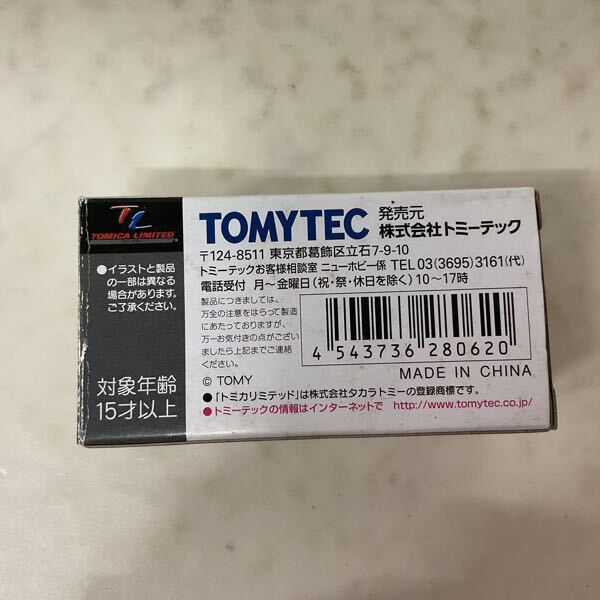 TL
TOMICA LIMITED
●イラストと製品
の一部は異なる
場合があります。
ご了承ください。
対象年齢
15才以上
TOMYTEC
発売元
株式会社トミーテック
〒124-8511 東京都葛飾区立石7-9-10
トミーテックお客様相談室 ニューホビー係 TEL 03(3695)3161(代)
電話受付 月〜金曜日(祝・祭・休日を除く)10〜17時
製品につきましては、
万全の注意をはらって製造
にあたっておりますが、
万一お気付きの点がござい
ましたら上記までご連絡
ください。
4 543736 280620
© TOMY
MADE IN CHINA
●「トミカリミテッド」は株式会社タカラトミーの登録商標です。
●トミーテックの情報はインターネットで http://www.tomytec.co.jp/